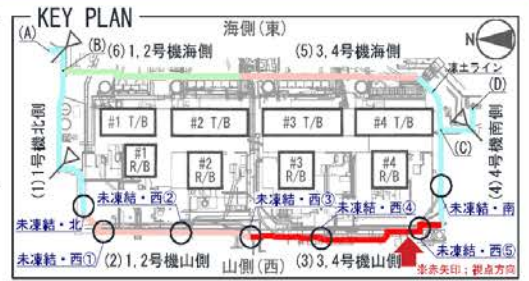 KEY PLAN
海側(東)
(A)
(B)
(6)1,2号機海側
(5)3,4号機海側
N
凍土ライン
(D)
#1 T/B
#2 T/B
#3 T/B
#4 T/B
(C)
(1)1号機北側
#1
R/B
#2
R/B
#3
R/B
#4
R/B
(4)4号機南側
未凍結・西②
未凍結・西③
未凍結・西④
未凍結・南
未凍結・北
未凍結・西①
(2)1,2号機山側
山側(西)
(3)3,4号機山側
未凍結・西⑤
※赤矢印：視点方向